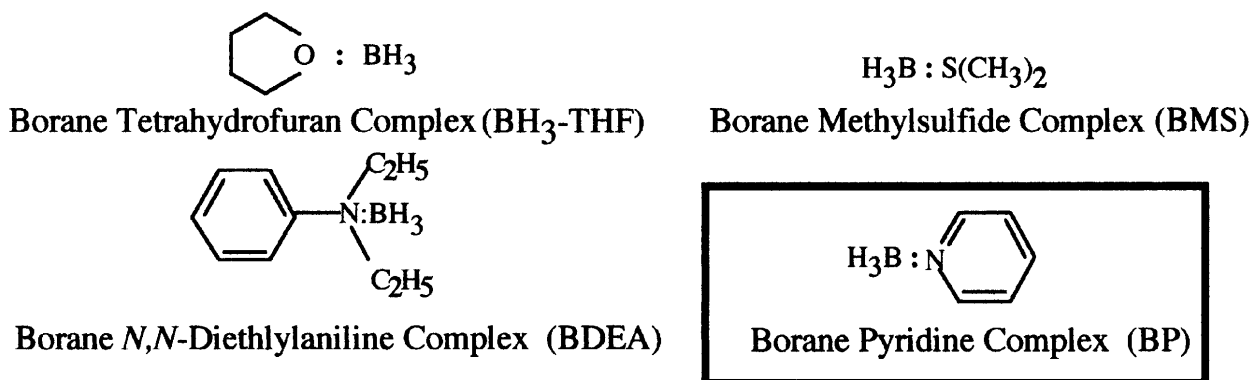 O : BH3
H3B : S(CH3)2
Borane Tetrahydrofuran Complex (BH3-THF)
Borane Methylsulfide Complex (BMS)
C2H5
N:BH3
C2H5
Borane N,N-Diethlylaniline Complex (BDEA)
H3B : N
Borane Pyridine Complex (BP)